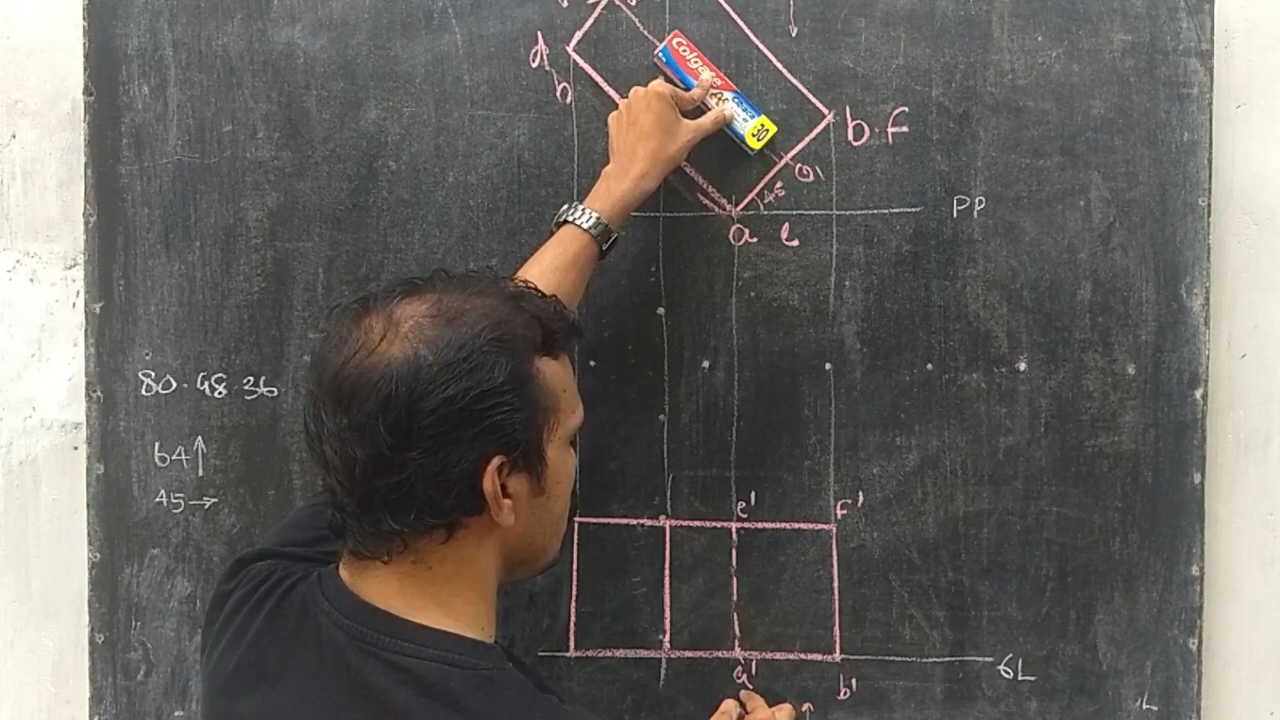 d
h
Colgate
30
b.f
45
PP
a e
80.48.36
64↑
45→
e' f'
a'
b'
GL